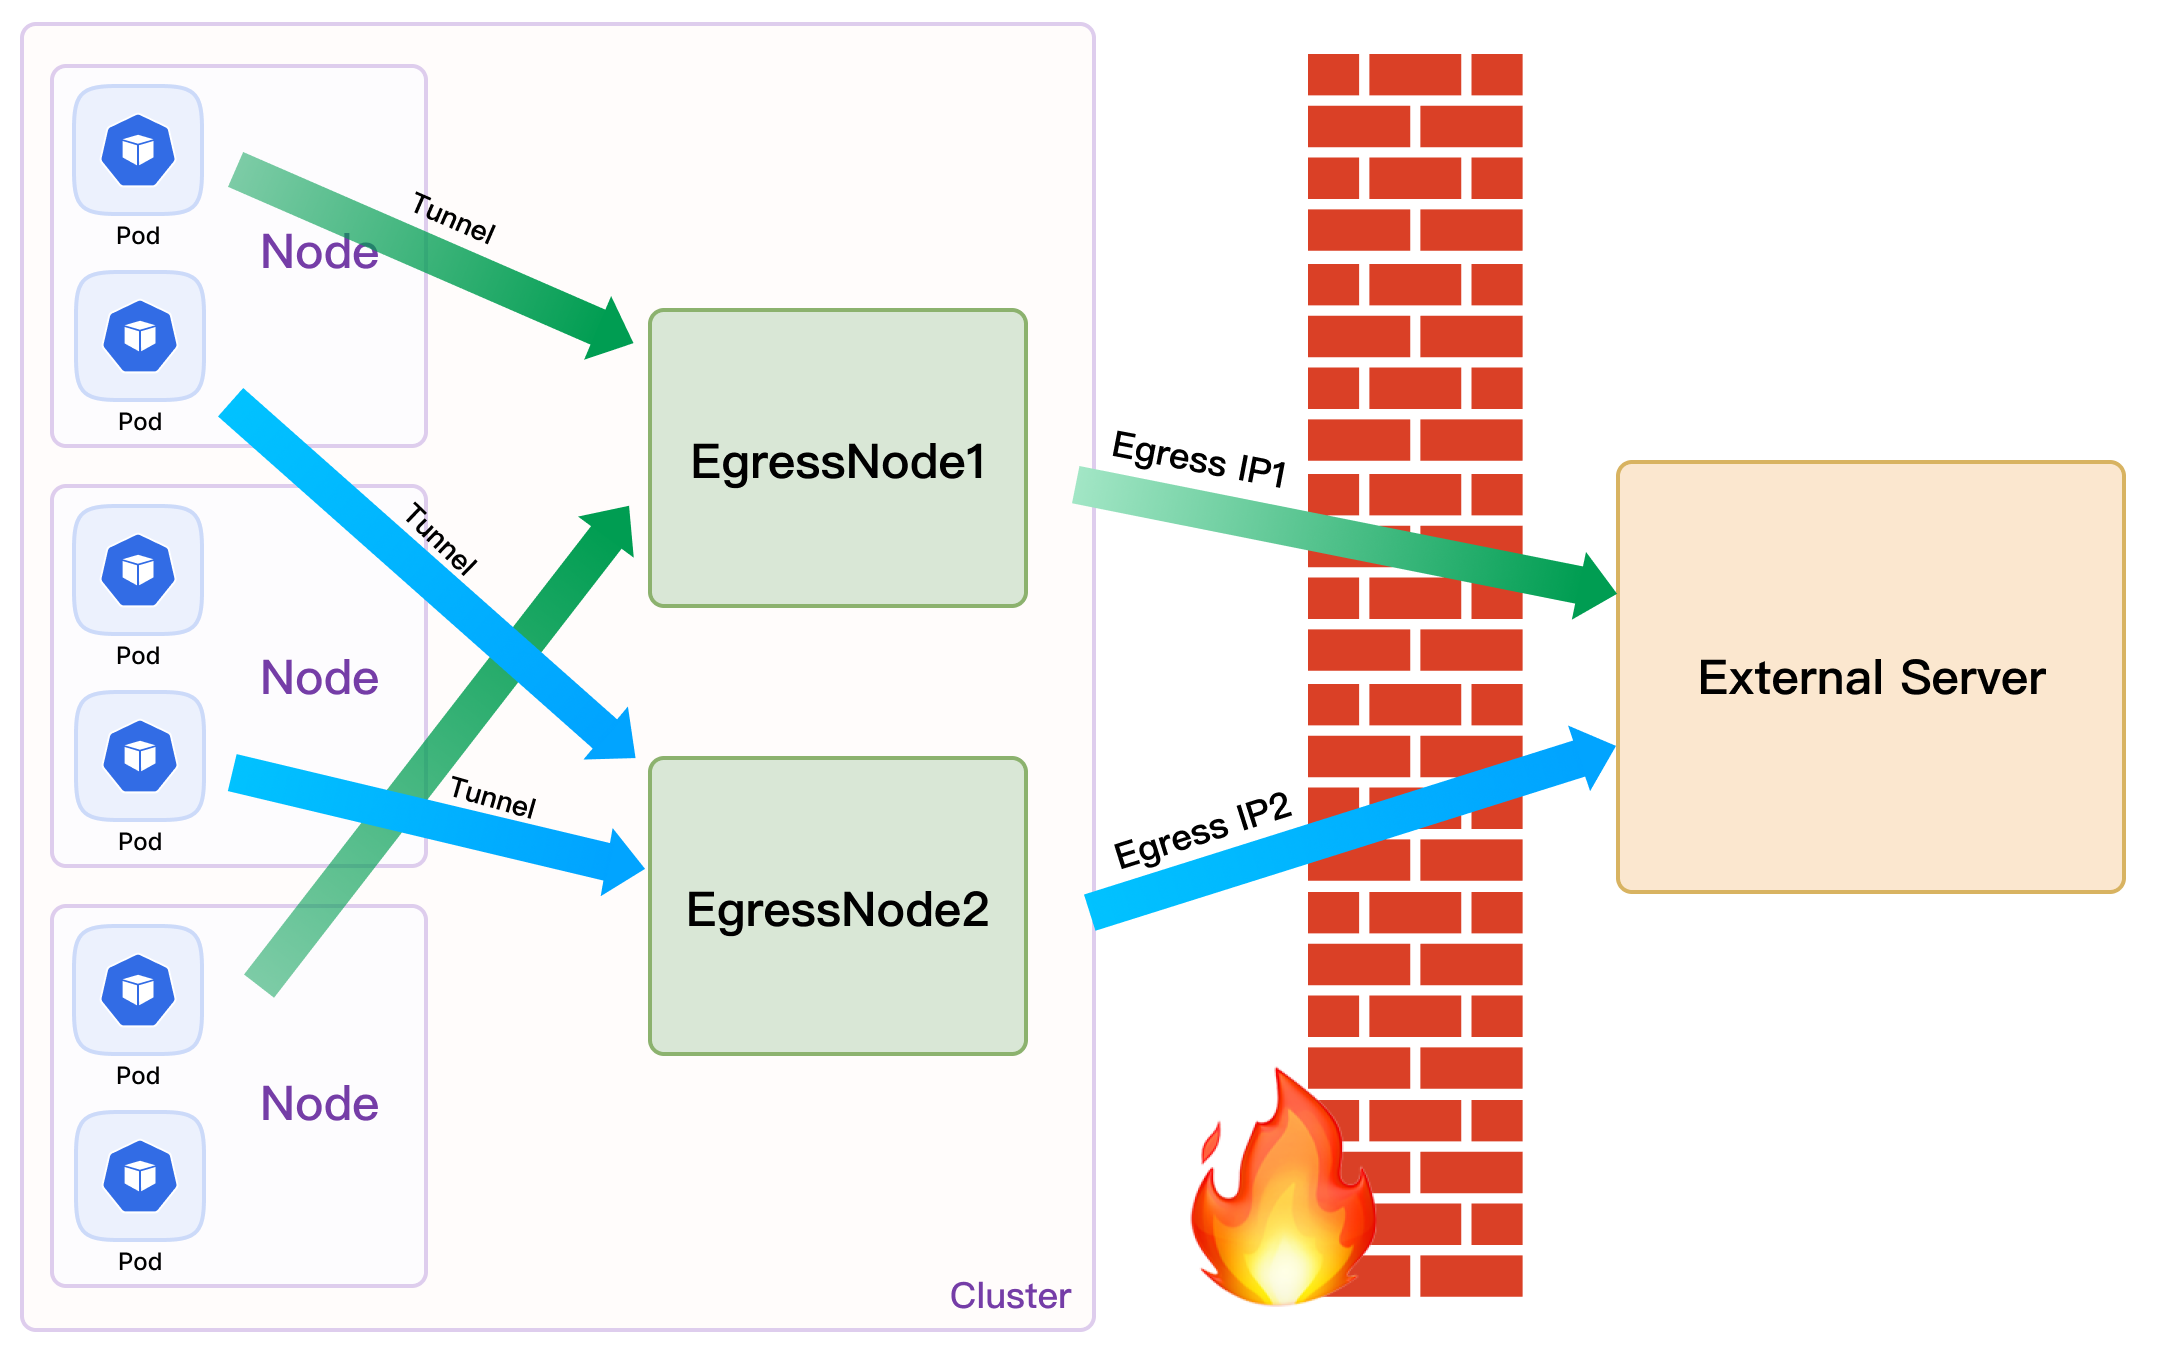 Pod
Node
Pod
Tunnel
Tunnel
Pod
Node
Pod
Tunnel
Pod
Node
Pod
EgressNode1
EgressNode2
Cluster
Egress IP1
Egress IP2
External Server